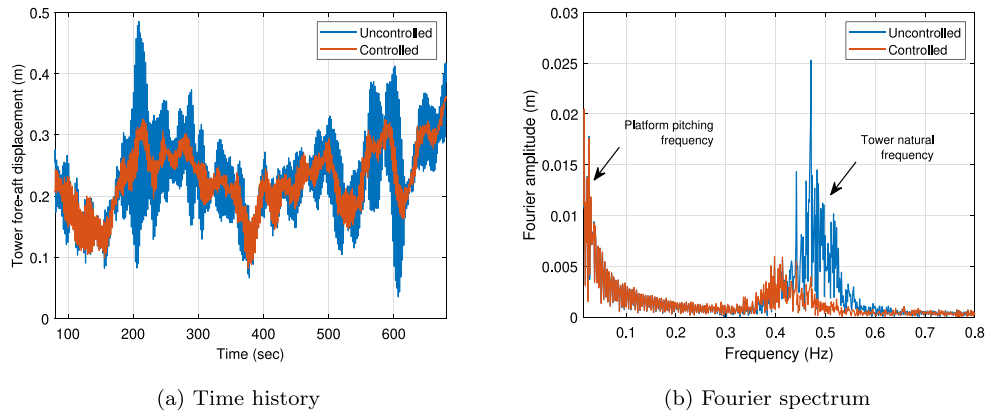 0.5
0.4
0.3
0.2
0.1
0
Tower fore-aft displacement (m)
Uncontrolled
Controlled
100 200 300 400 500 600
Time (sec)
(a) Time history
0.03
0.025
0.02
0.015
0.01
0.005
0
Fourier amplitude (m)
Uncontrolled
Controlled
Platform pitching
frequency
Tower natural
frequency
0.1 0.2 0.3 0.4 0.5 0.6 0.7 0.8
Frequency (Hz)
(b) Fourier spectrum